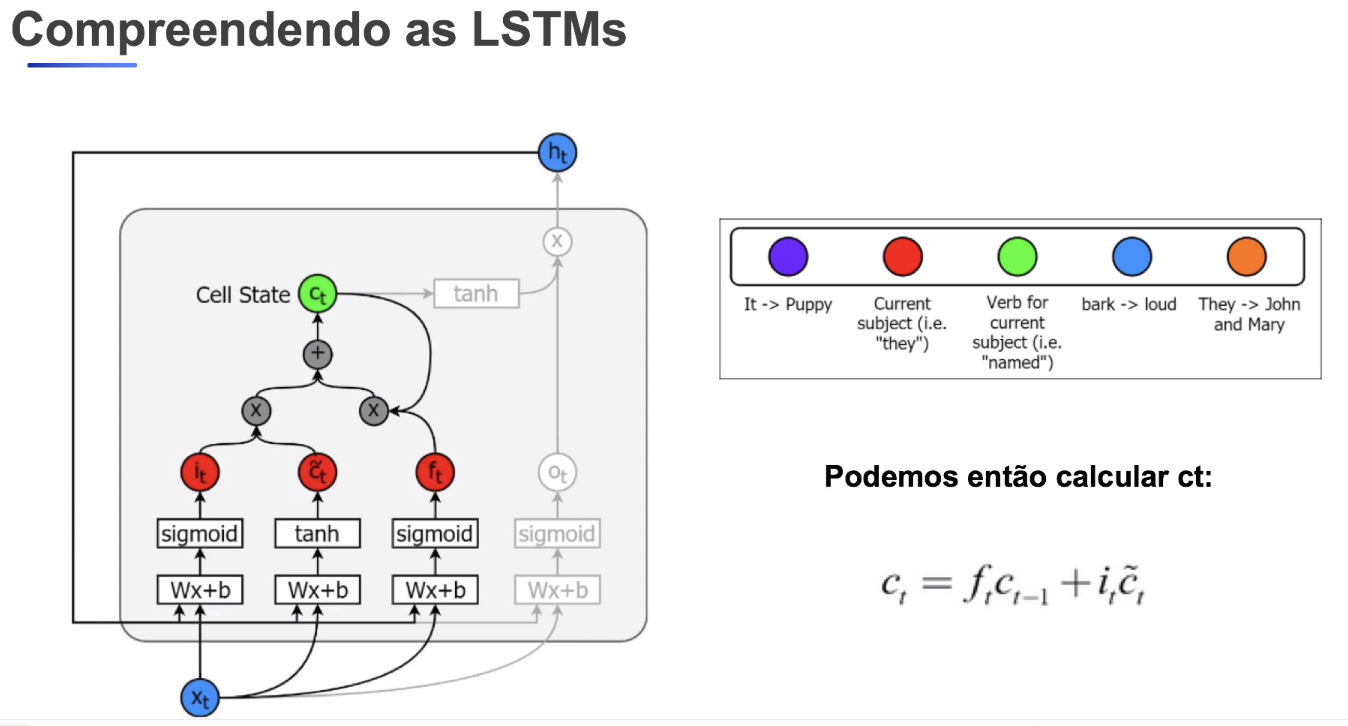 Compreendendo as LSTMs
hₜ
x
Cell State
cₜ
tanh
+
x
x
iₜ
c̃ₜ
fₜ
oₜ
sigmoid
tanh
sigmoid
sigmoid
Wx+b
Wx+b
Wx+b
Wx+b
xₜ
It -> Puppy
Current
subject (i.e.
"they")
Verb for
current
subject (i.e.
"named")
bark -> loud
They -> John
and Mary
Podemos então calcular ct:
cₜ = fₜcₜ₋₁ + iₜc̃ₜ